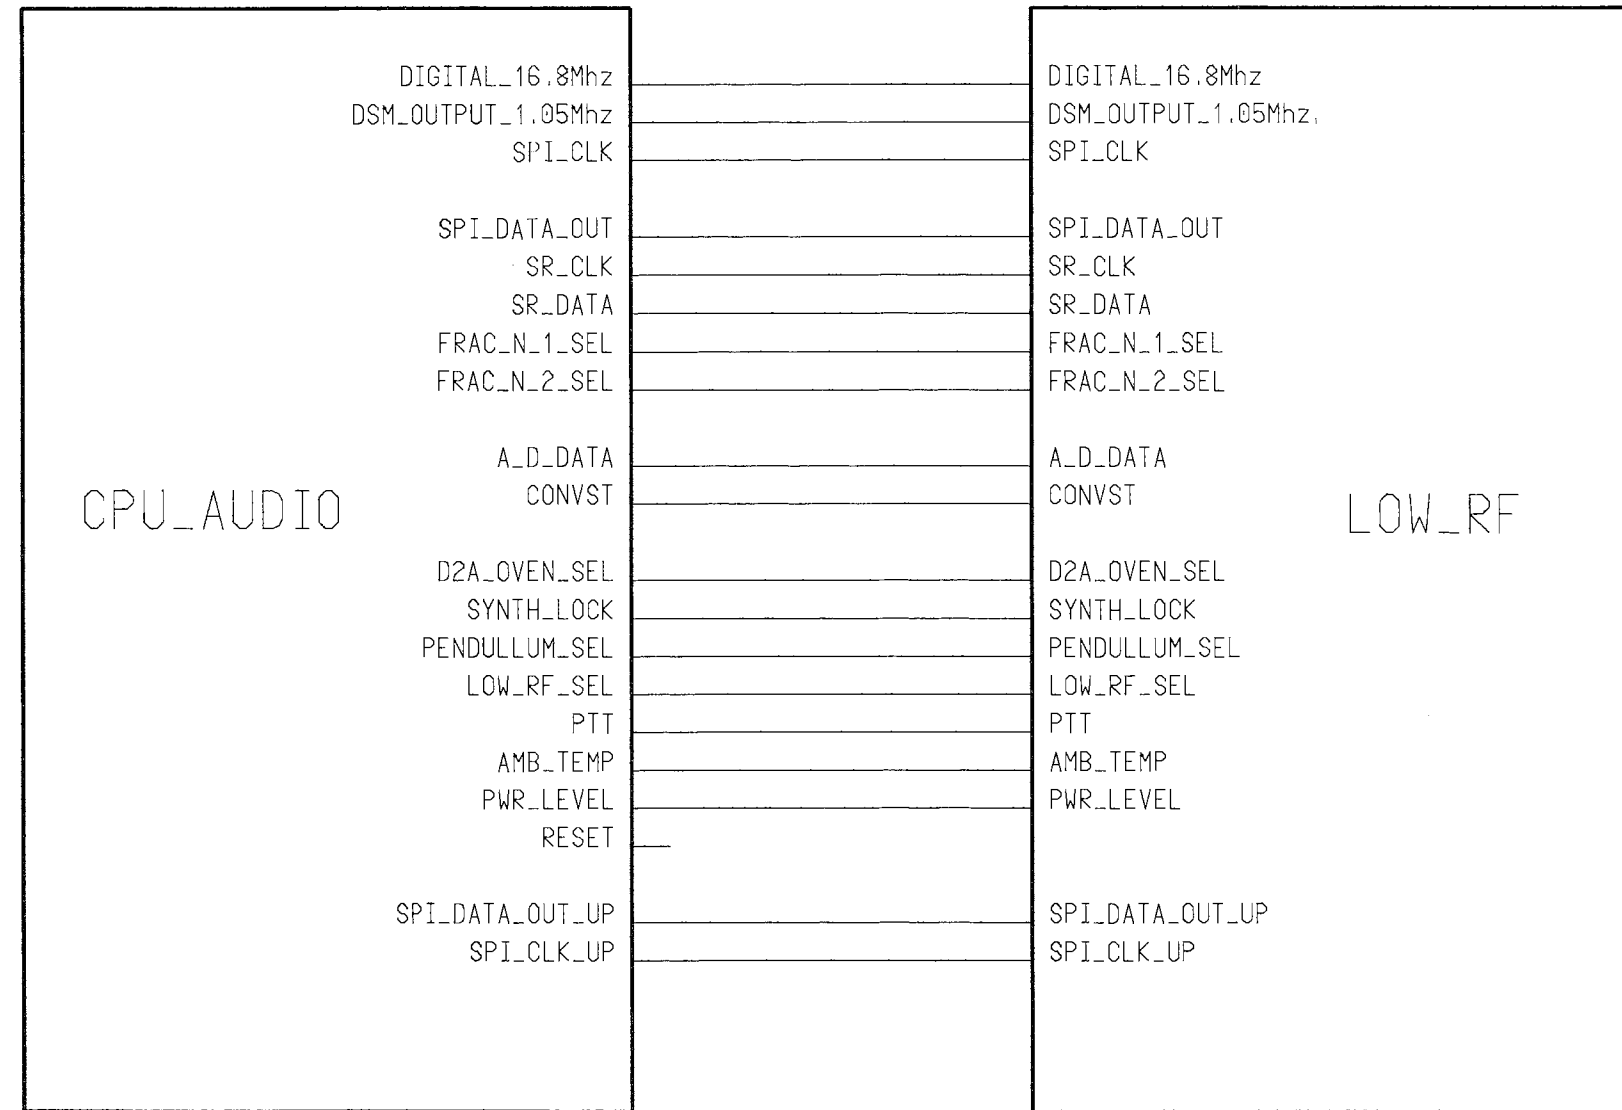 DIGITAL_16.8Mhz DIGITAL_16.8Mhz
DSM_OUTPUT_1.05Mhz DSM_OUTPUT_1.05Mhz
SPI_CLK SPI_CLK
SPI_DATA_OUT SPI_DATA_OUT
SR_CLK SR_CLK
SR_DATA SR_DATA
FRAC_N_1_SEL FRAC_N_1_SEL
FRAC_N_2_SEL FRAC_N_2_SEL
A_D_DATA A_D_DATA
CONVST CONVST
CPU_AUDIO LOW_RF
D2A_OVEN_SEL D2A_OVEN_SEL
SYNTH_LOCK SYNTH_LOCK
PENDULLUM_SEL PENDULLUM_SEL
LOW_RF_SEL LOW_RF_SEL
PTT PTT
AMB_TEMP AMB_TEMP
PWR_LEVEL PWR_LEVEL
RESET
SPI_DATA_OUT_UP SPI_DATA_OUT_UP
SPI_CLK_UP SPI_CLK_UP